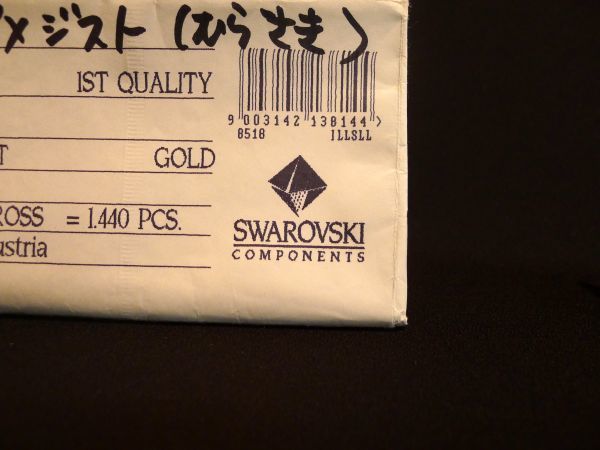 メジスト(むらさき)
1ST QUALITY
9 003142 138144 >
8518
T GOLD
ROSS = 1.440 PCS.
ustria
SWAROVSKI
COMPONENTS